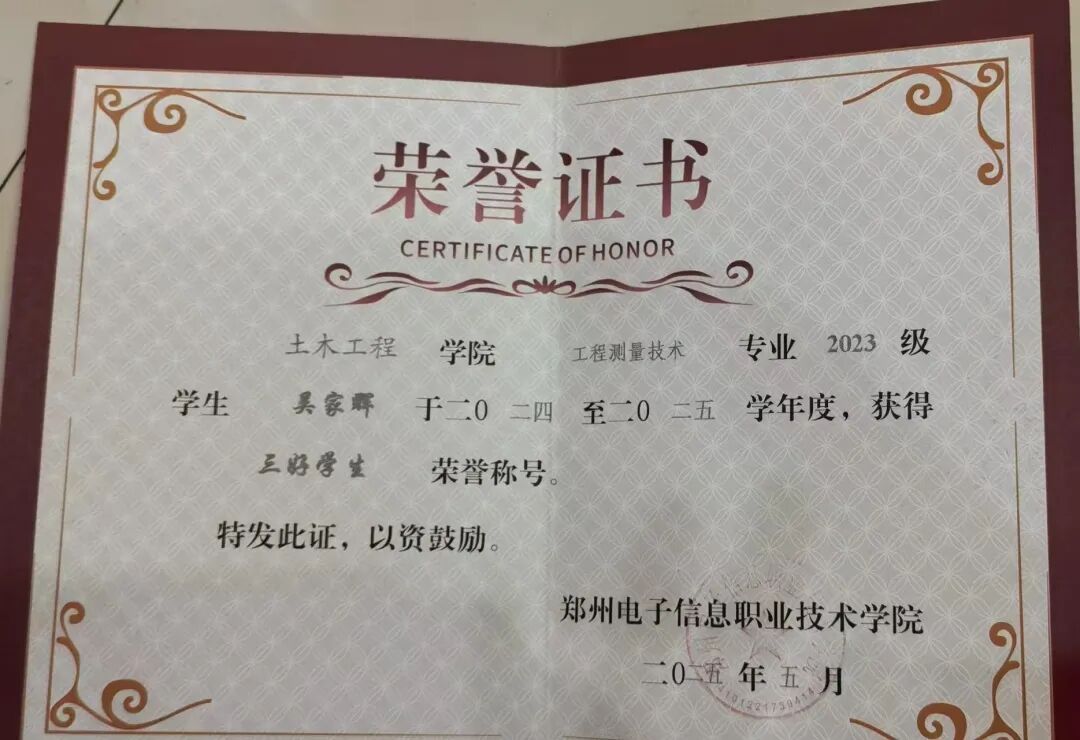 荣誉证书
CERTIFICATE OF HONOR
土木工程 学院 工程测量技术 专业 2023 级
学生 吴家晖 于二0二四 至二0二五 学年度，获得
三好学生 荣誉称号。
特发此证，以资鼓励。
郑州电子信息职业技术学院
二0二五年五月